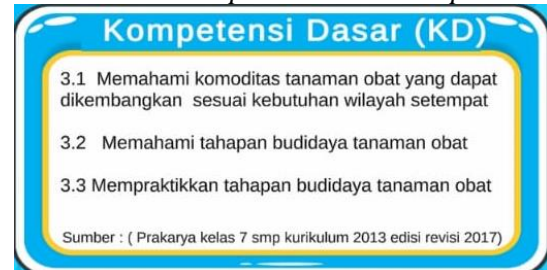 Kompetensi Dasar (KD)
3.1 Memahami komoditas tanaman obat yang dapat
dikembangkan sesuai kebutuhan wilayah setempat
3.2 Memahami tahapan budidaya tanaman obat
3.3 Mempraktikkan tahapan budidaya tanaman obat
Sumber : ( Prakarya kelas 7 smp kurikulum 2013 edisi revisi 2017)